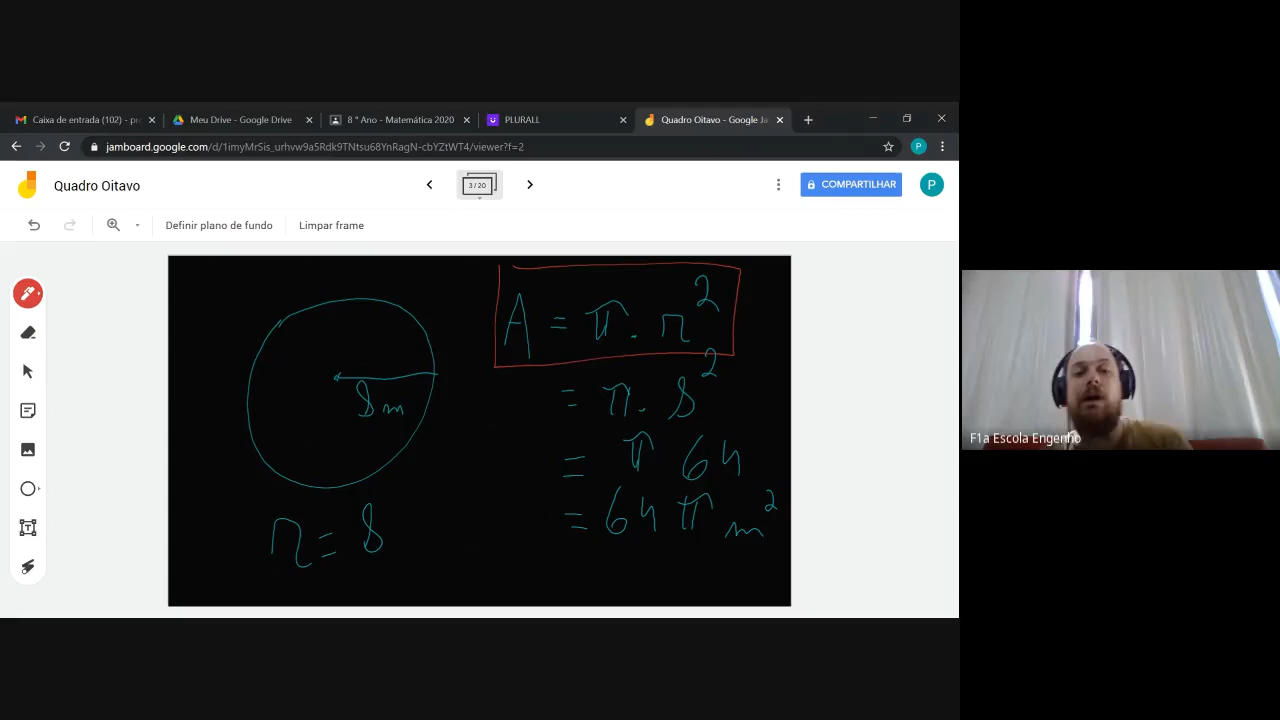 Caixa de entrada (102) - pr
Meu Drive - Google Drive
8 ° Ano - Matemática 2020
PLURALL
Quadro Oitavo - Google Ja
jamboard.google.com/d/1imyMrSis_urhvw9a5Rdk9TNtsu68YnRagN-cbYZtWT4/viewer?f=2
P
Quadro Oitavo
3 / 20
COMPARTILHAR
P
Definir plano de fundo
Limpar frame
A = π . r²
8 m
= π . 8²
= π 64
= 64 π m²
r = 8
F1a Escola Engenho